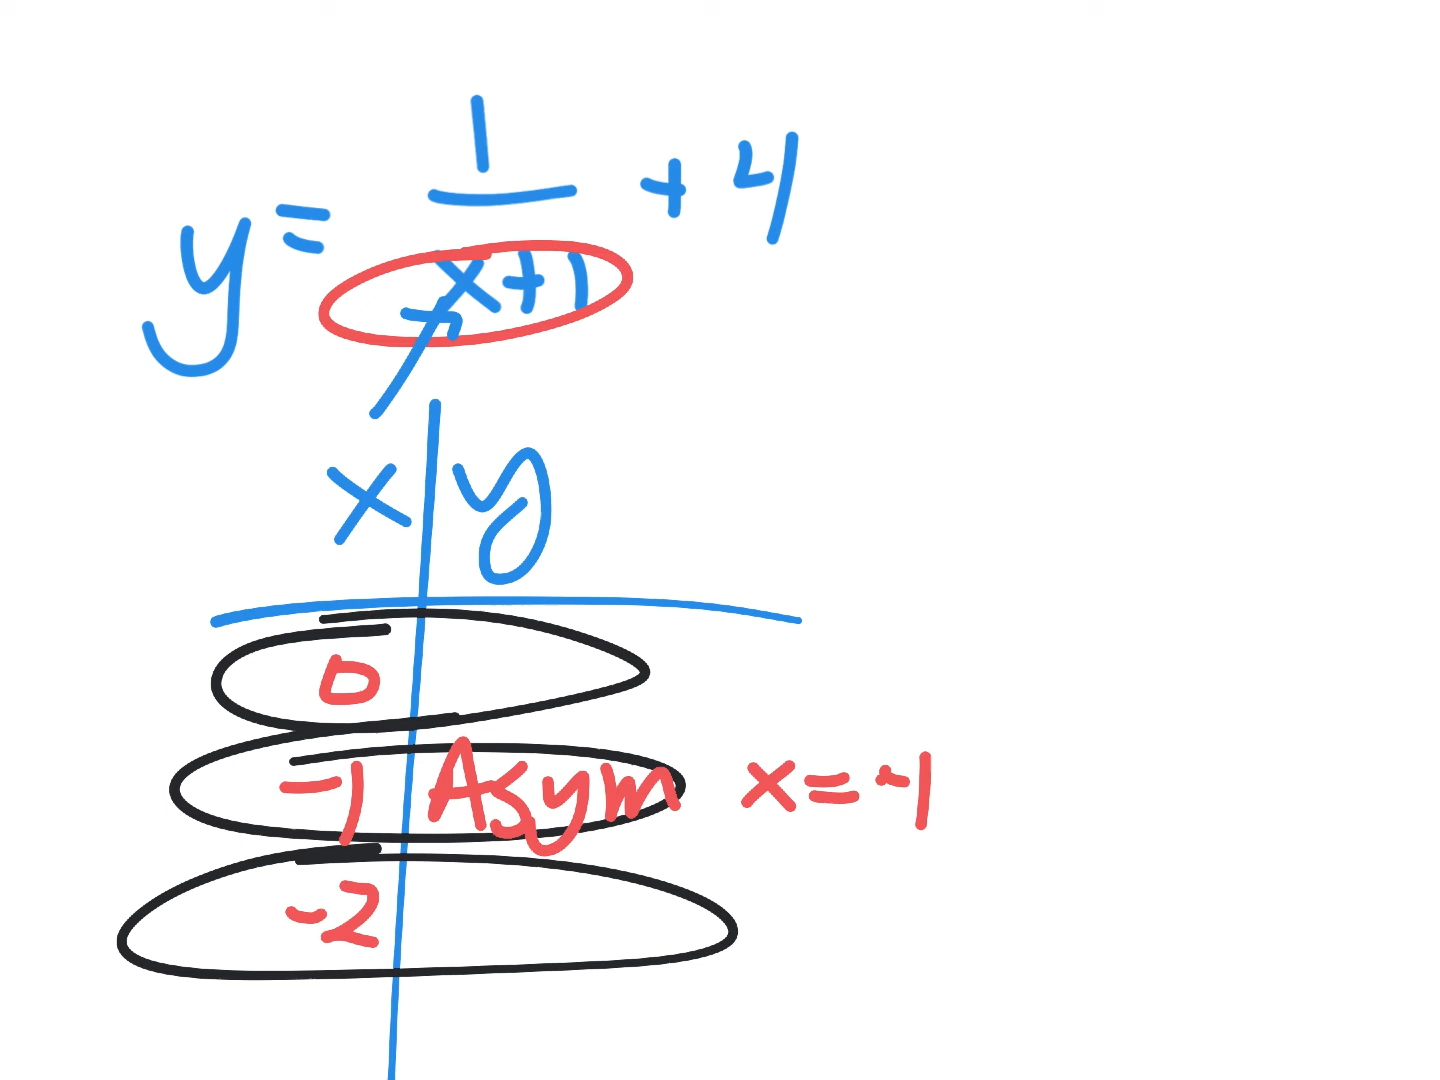 y = 1/(x+1) + 4
x y
0
-1 Asym x=-1
-2